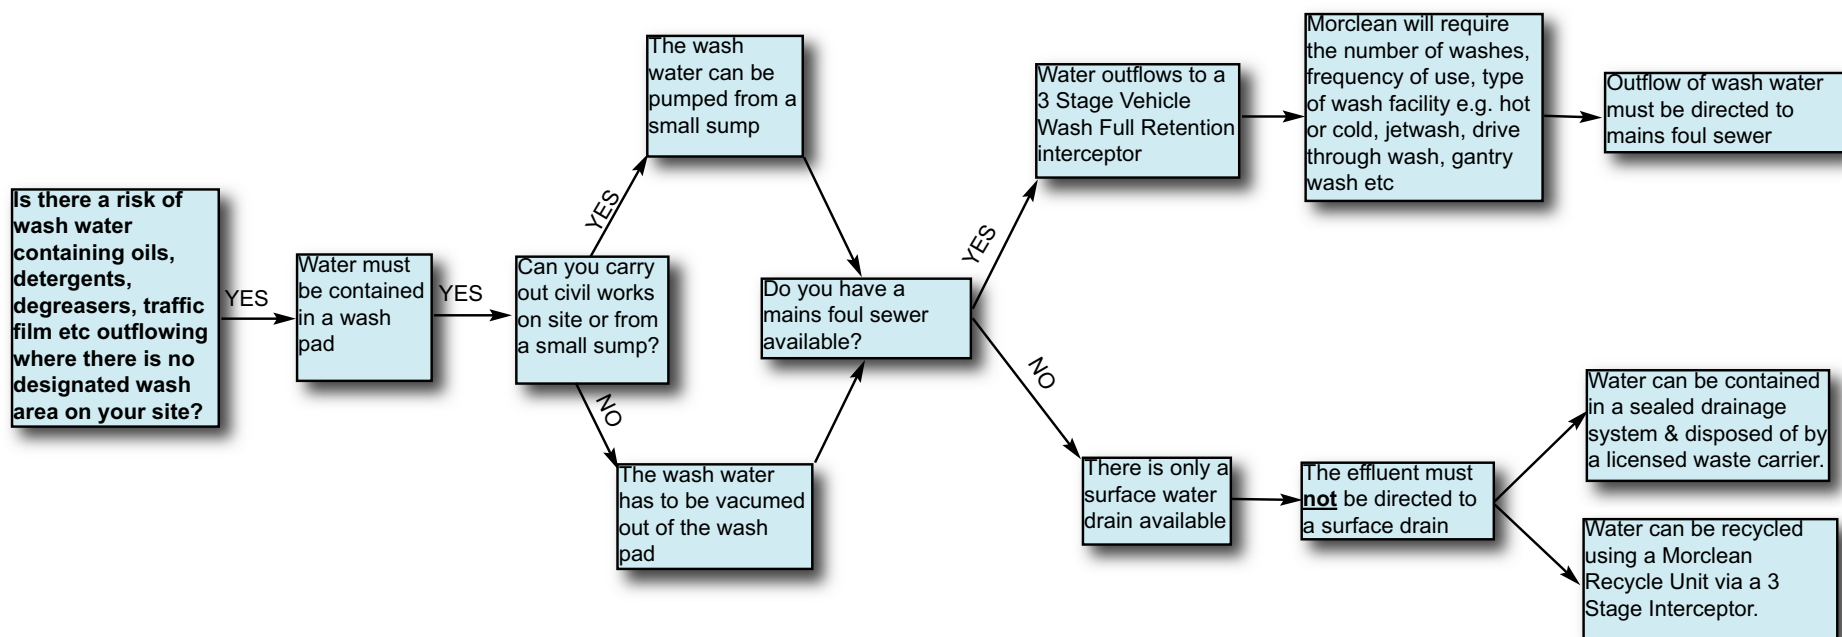 Is there a risk of
wash water
containing oils,
detergents,
degreasers, traffic
film etc outflowing
where there is no
designated wash
area on your site?
YES
Water must
be contained
in a wash
pad
YES
Can you carry
out civil works
on site or from
a small sump?
YES
The wash
water can be
pumped from a
small sump
NO
The wash water
has to be vacumed
out of the wash
pad
Do you have a
mains foul sewer
available?
YES
Water outflows to a
3 Stage Vehicle
Wash Full Retention
interceptor
Morclean will require
the number of washes,
frequency of use, type
of wash facility e.g. hot
or cold, jetwash, drive
through wash, gantry
wash etc
Outflow of wash water
must be directed to
mains foul sewer
NO
There is only a
surface water
drain available
The effluent must
not be directed to
a surface drain
Water can be contained
in a sealed drainage
system & disposed of by
a licensed waste carrier.
Water can be recycled
using a Morclean
Recycle Unit via a 3
Stage Interceptor.